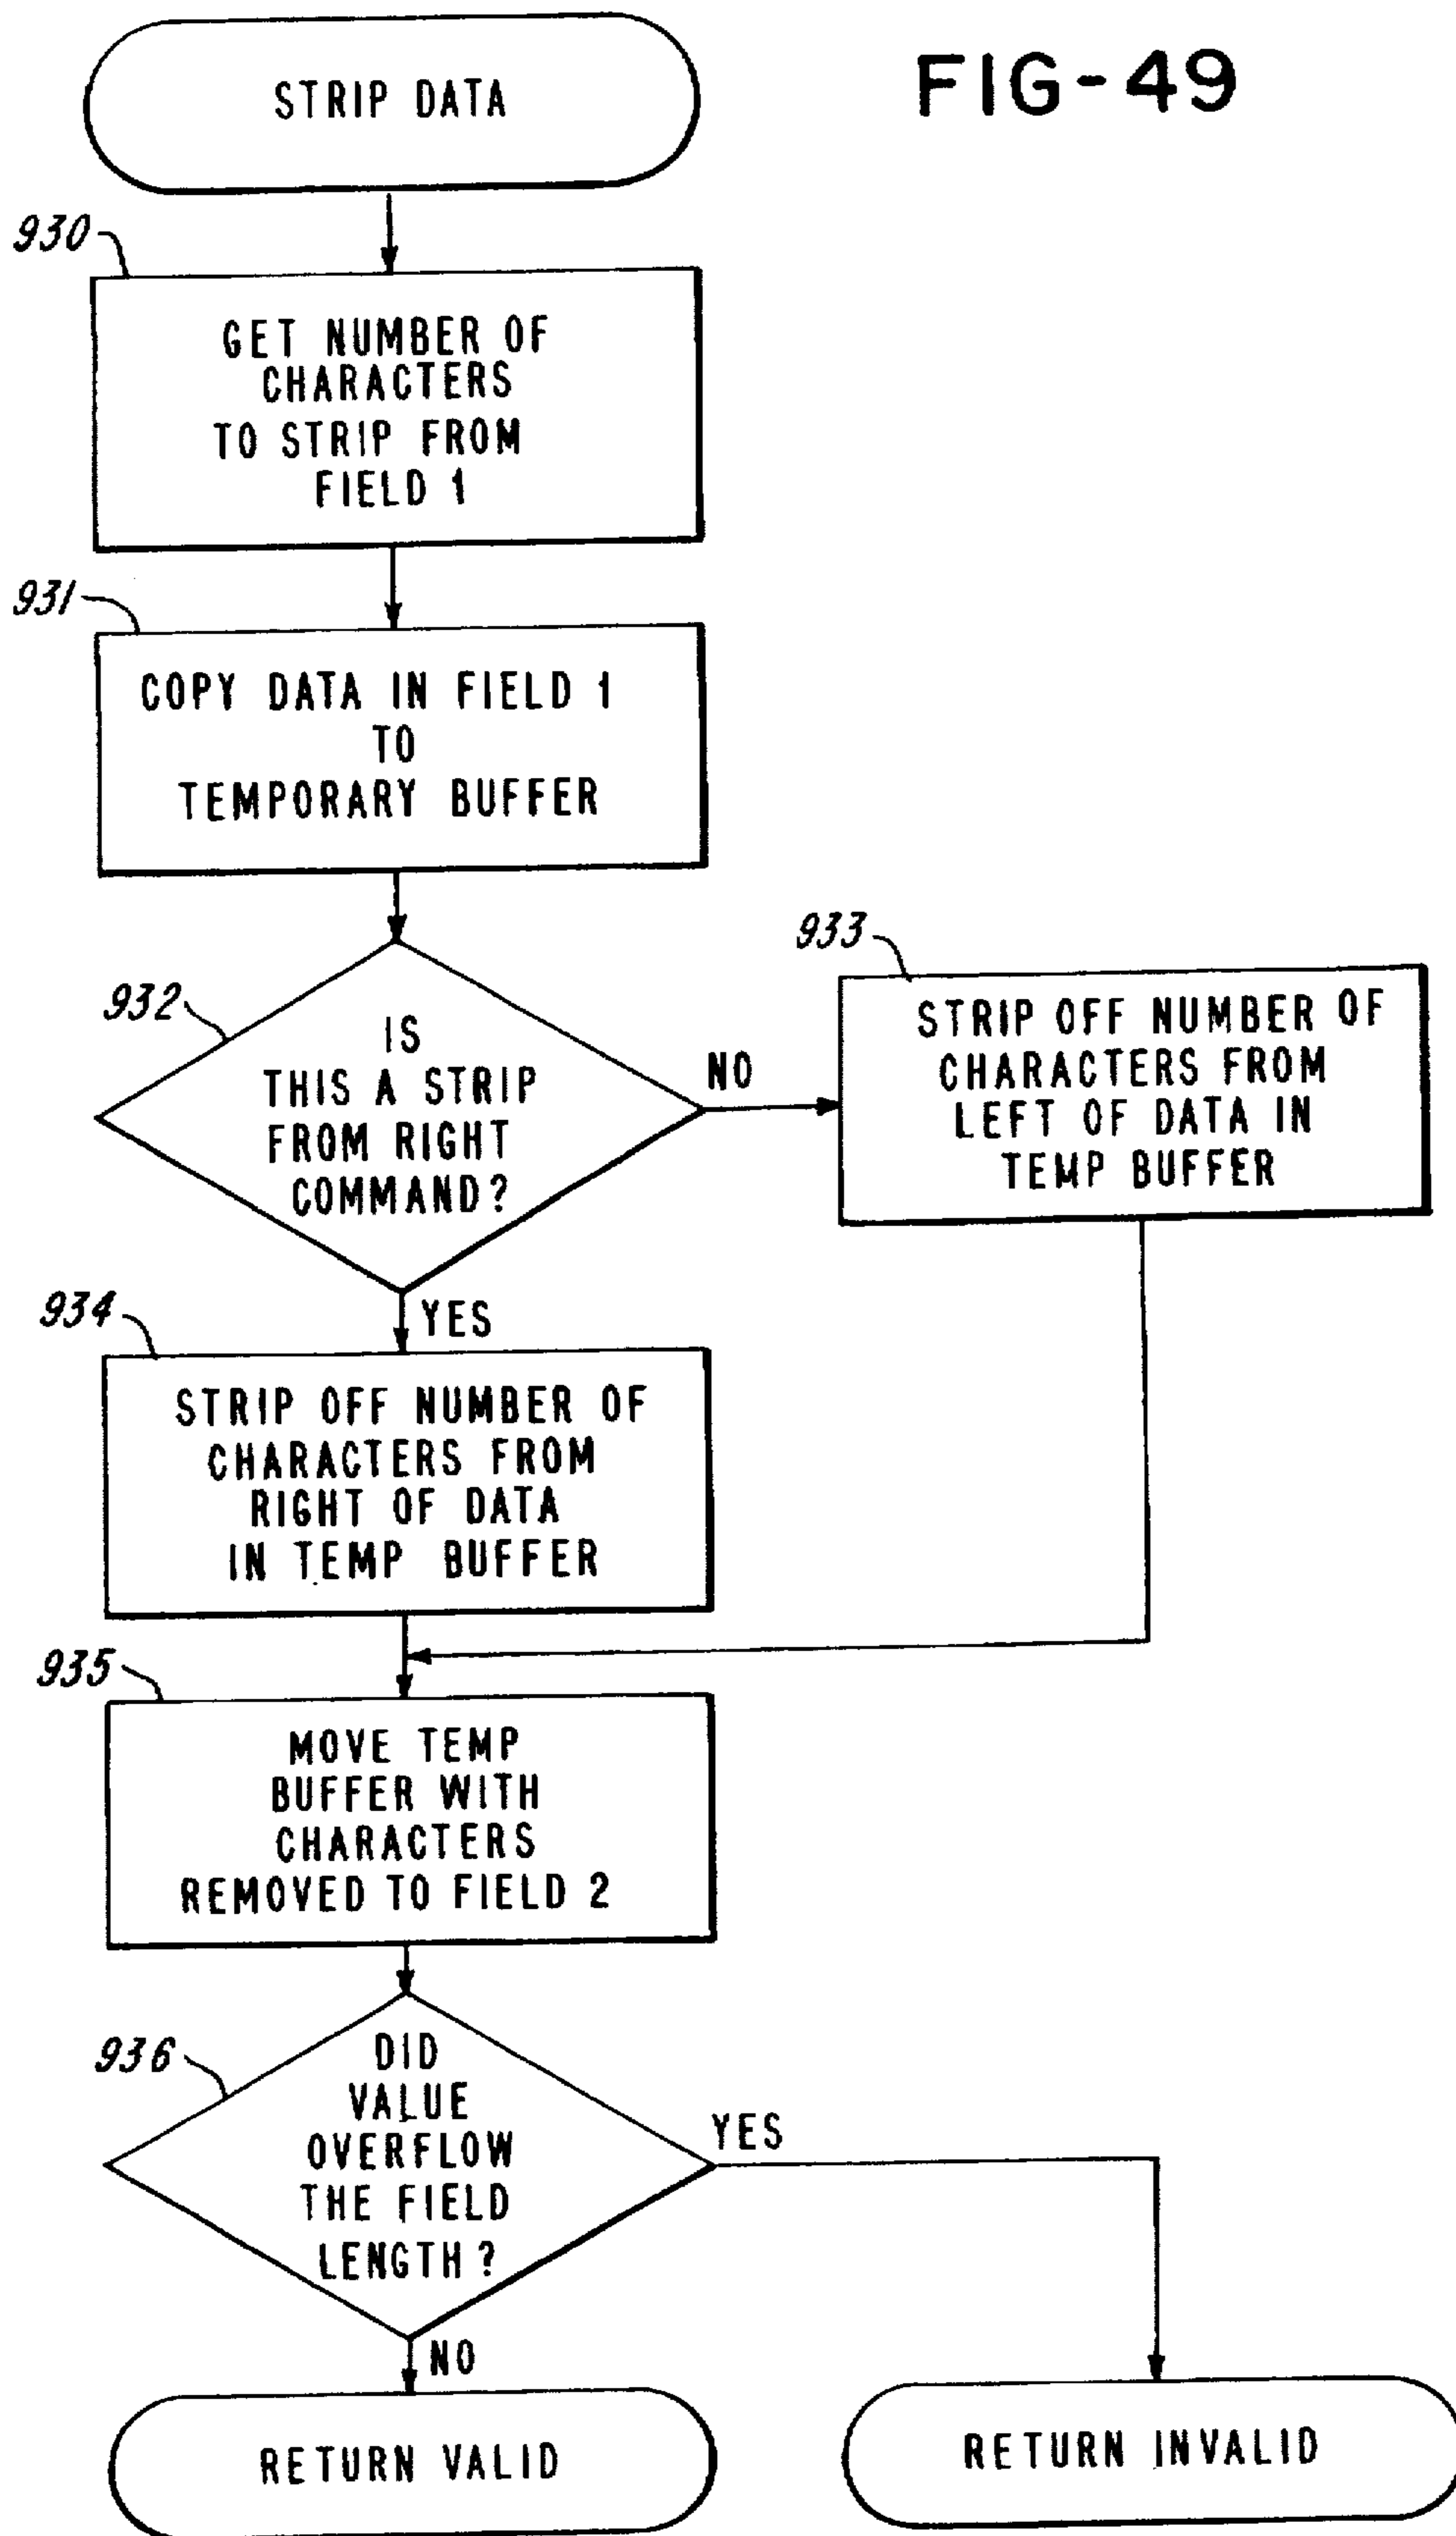 FIG-49
STRIP DATA
930
GET NUMBER OF
CHARACTERS
TO STRIP FROM
FIELD 1
931
COPY DATA IN FIELD 1
TO
TEMPORARY BUFFER
932
IS
THIS A STRIP
FROM RIGHT
COMMAND?
NO
933
STRIP OFF NUMBER OF
CHARACTERS FROM
LEFT OF DATA IN
TEMP BUFFER
YES
934
STRIP OFF NUMBER OF
CHARACTERS FROM
RIGHT OF DATA
IN TEMP BUFFER
935
MOVE TEMP
BUFFER WITH
CHARACTERS
REMOVED TO FIELD 2
936
DID
VALUE
OVERFLOW
THE FIELD
LENGTH?
YES
NO
RETURN VALID
RETURN INVALID